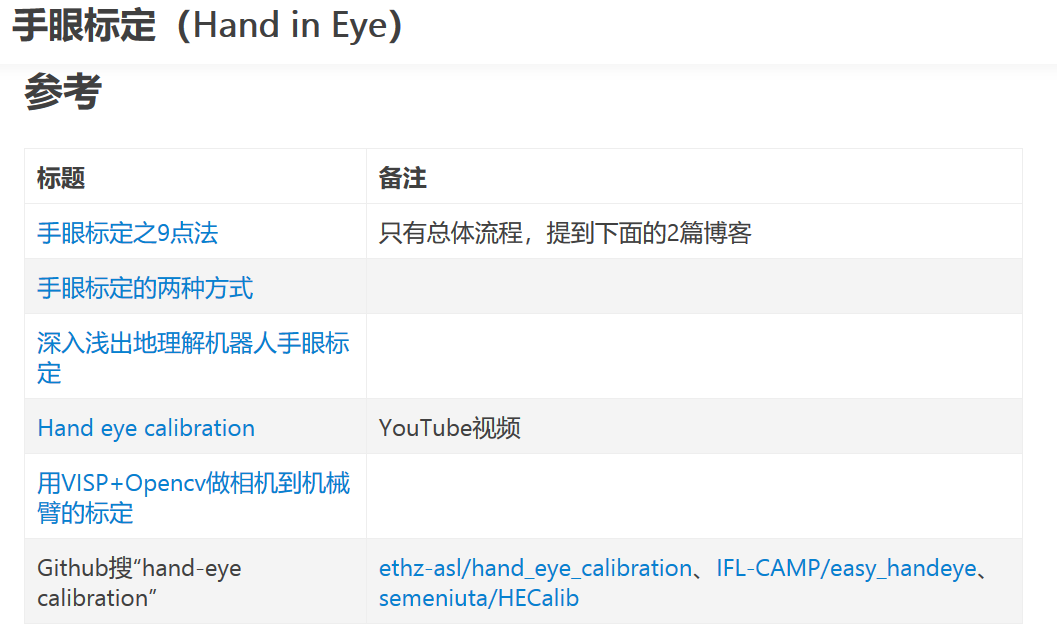 手眼标定（Hand in Eye）
参考
标题 备注
手眼标定之9点法 只有总体流程，提到下面的2篇博客
手眼标定的两种方式
深入浅出地理解机器人手眼标
定
Hand eye calibration YouTube视频
用VISP+Opencv做相机到机械
臂的标定
Github搜“hand-eye
calibration”
ethz-asl/hand_eye_calibration、IFL-CAMP/easy_handeye、
semeniuta/HECalib